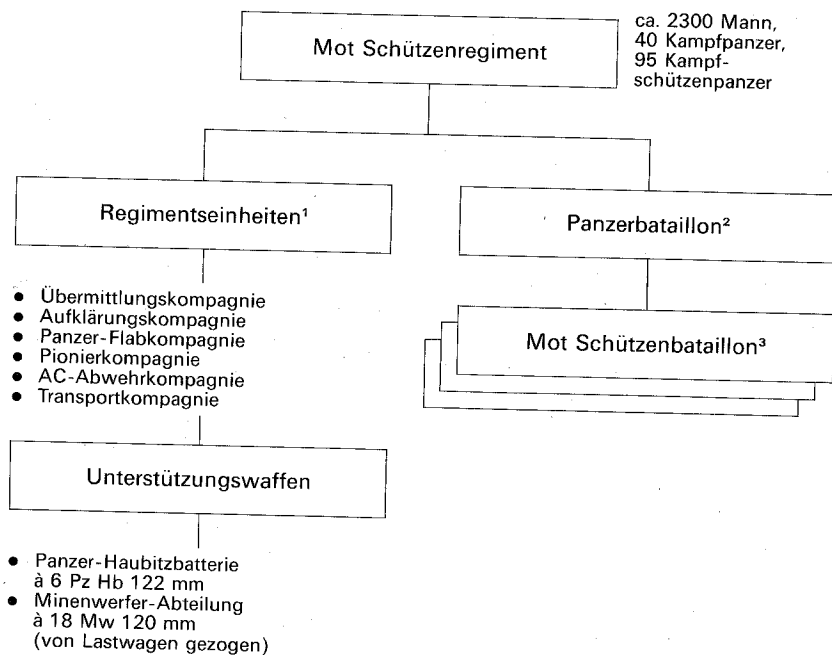 Mot Schützenregiment
ca. 2300 Mann,
40 Kampfpanzer,
95 Kampf-
schützenpanzer
Regimentseinheiten¹
Panzerbataillon²
● Übermittlungskompagnie
● Aufklärungskompagnie
● Panzer-Flabkompagnie
● Pionierkompagnie
● AC-Abwehrkompagnie
● Transportkompagnie
Mot Schützenbataillon³
Unterstützungswaffen
● Panzer-Haubitzbatterie
à 6 Pz Hb 122 mm
● Minenwerfer-Abteilung
à 18 Mw 120 mm
(von Lastwagen gezogen)